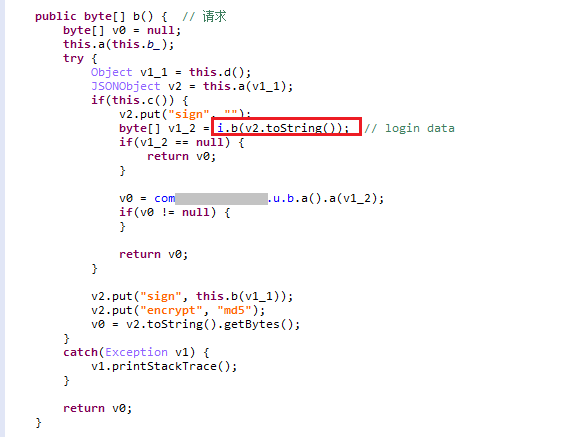 public byte[] b() {  // 请求
    byte[] v0 = null;
    this.a(this.b_);
    try {
        Object v1_1 = this.d();
        JSONObject v2 = this.a(v1_1);
        if(this.c()) {
            v2.put("sign", "");
            byte[] v1_2 = i.b(v2.toString());  // login data
            if(v1_2 == null) {
                return v0;
            }
            v0 = com.u.b.a().a(v1_2);
            if(v0 != null) {
            }
            return v0;
        }
        v2.put("sign", this.b(v1_1));
        v2.put("encrypt", "md5");
        v0 = v2.toString().getBytes();
    }
    catch(Exception v1) {
        v1.printStackTrace();
    }
    return v0;
}